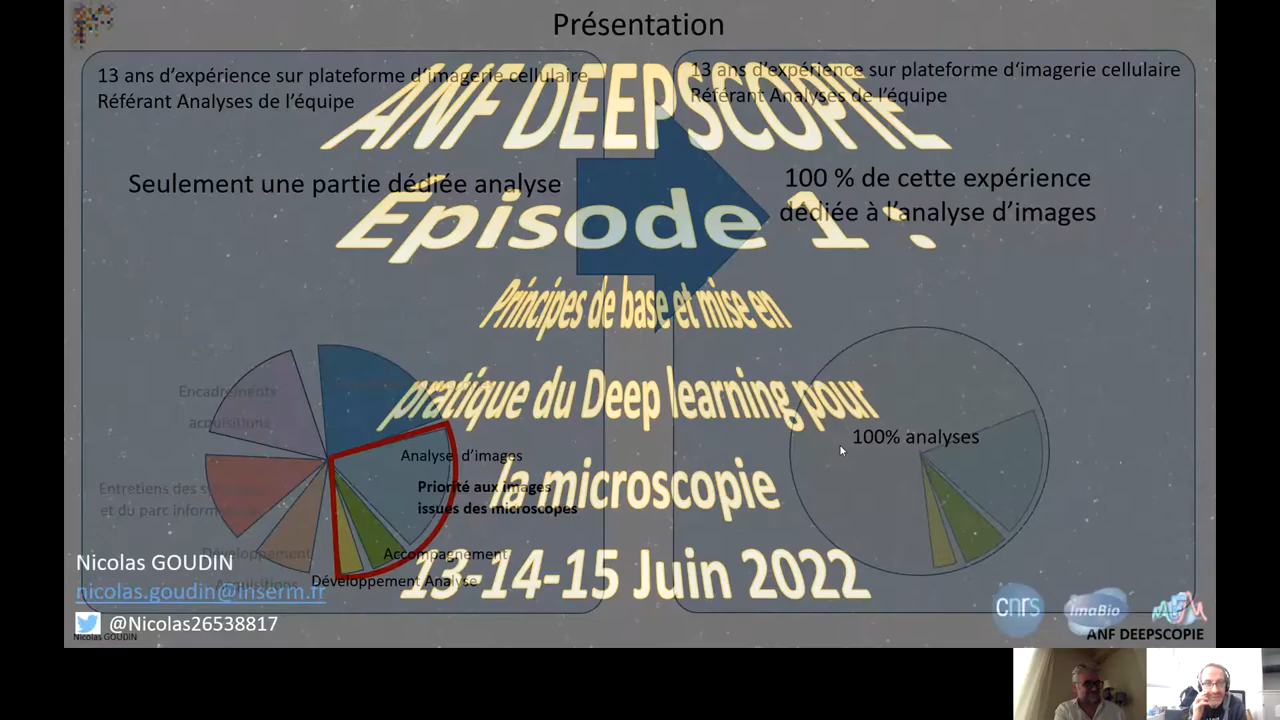 Présentation
13 ans d'expérience sur plateforme d'imagerie cellulaire
Référant Analyses de l'équipe
Seulement une partie dédiée analyse
13 ans d'expérience sur plateforme d'imagerie cellulaire
Référant Analyses de l'équipe
100 % de cette expérience
dédiée à l'analyse d'images
ANF DEEPSCOPIE
Episode 1 :
Principes de base et mise en
pratique du Deep learning pour
la microscopie
13-14-15 Juin 2022
Encadrements
acquisitions
Analyse d'images
Priorité aux images
issues des microscopes
Entretiens des
et du parc
Développement
Acquisitions
Accompagnement
Développement Analyse
100% analyses
Nicolas GOUDIN
nicolas.goudin@inserm.fr
@Nicolas26538817
Nicolas GOUDIN
cnrs
ImaBio
ANF DEEPSCOPIE